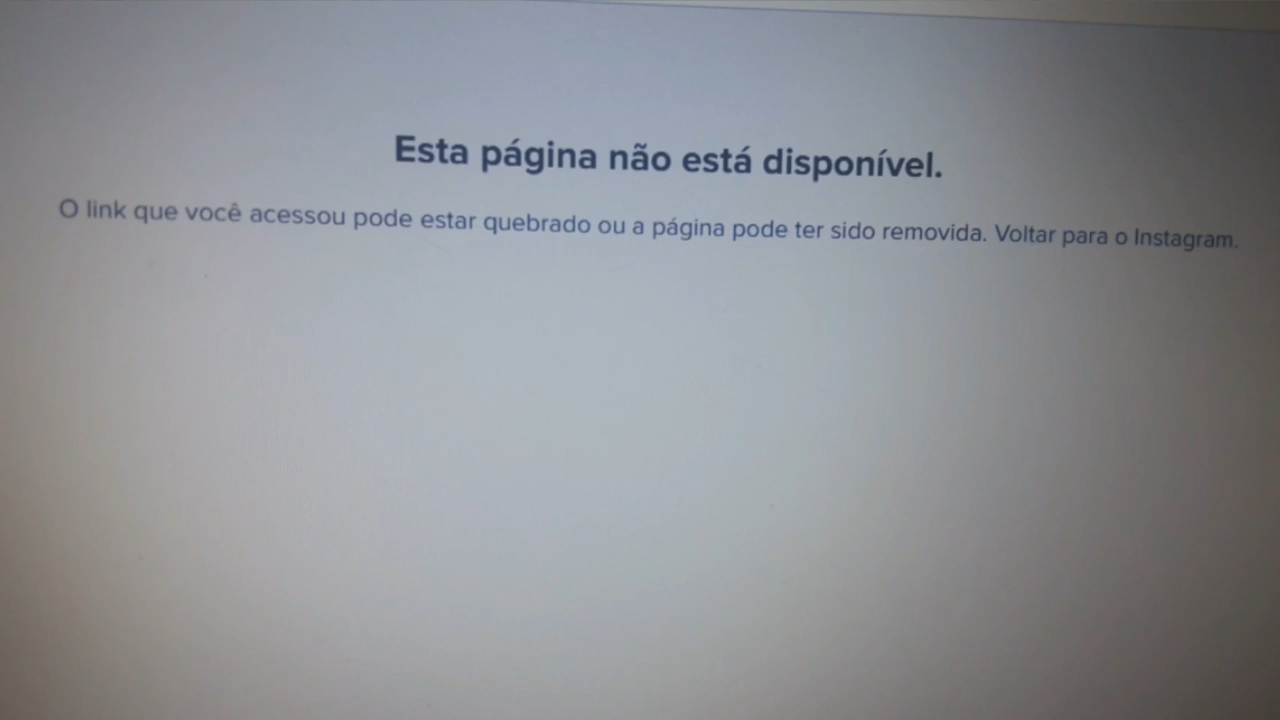 Esta página não está disponível.
O link que você acessou pode estar quebrado ou a página pode ter sido removida. Voltar para o Instagram.